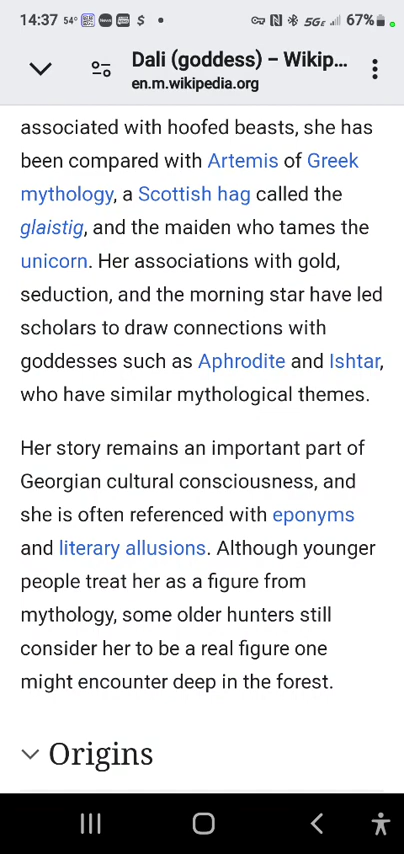 14:37 54° $ 5GE 67%
Dali (goddess) – Wikip...
en.m.wikipedia.org
associated with hoofed beasts, she has
been compared with Artemis of Greek
mythology, a Scottish hag called the
glaistig, and the maiden who tames the
unicorn. Her associations with gold,
seduction, and the morning star have led
scholars to draw connections with
goddesses such as Aphrodite and Ishtar,
who have similar mythological themes.
Her story remains an important part of
Georgian cultural consciousness, and
she is often referenced with eponyms
and literary allusions. Although younger
people treat her as a figure from
mythology, some older hunters still
consider her to be a real figure one
might encounter deep in the forest.
Origins